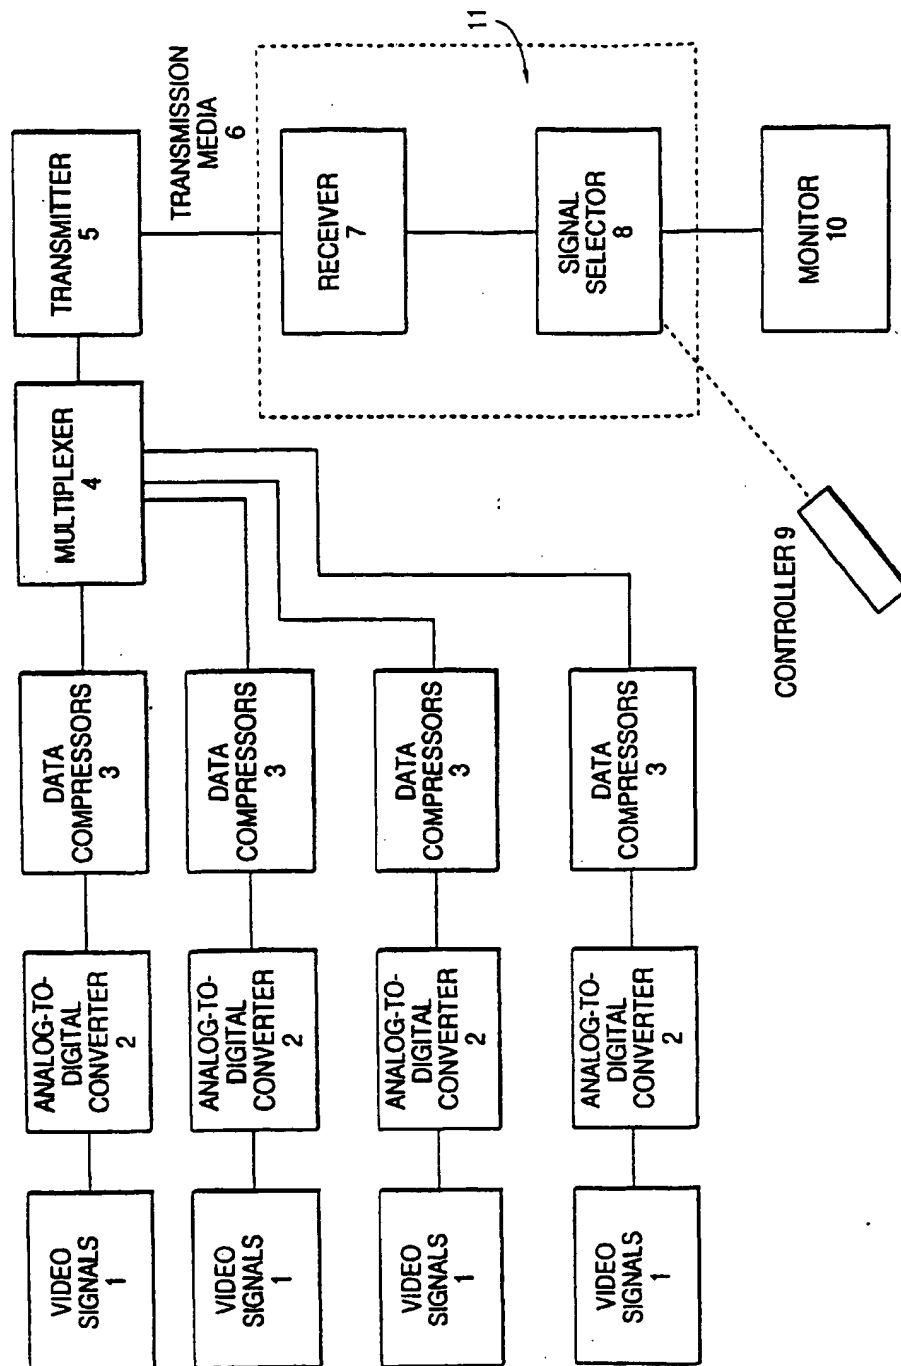 VIDEO
SIGNALS
1
ANALOG-TO-
DIGITAL
CONVERTER
2
DATA
COMPRESSORS
3
MULTIPLEXER
4
TRANSMITTER
5
VIDEO
SIGNALS
1
ANALOG-TO-
DIGITAL
CONVERTER
2
DATA
COMPRESSORS
3
TRANSMISSION
MEDIA
6
VIDEO
SIGNALS
1
ANALOG-TO-
DIGITAL
CONVERTER
2
DATA
COMPRESSORS
3
RECEIVER
7
11
VIDEO
SIGNALS
1
ANALOG-TO-
DIGITAL
CONVERTER
2
DATA
COMPRESSORS
3
SIGNAL
SELECTOR
8
CONTROLLER 9
MONITOR
10